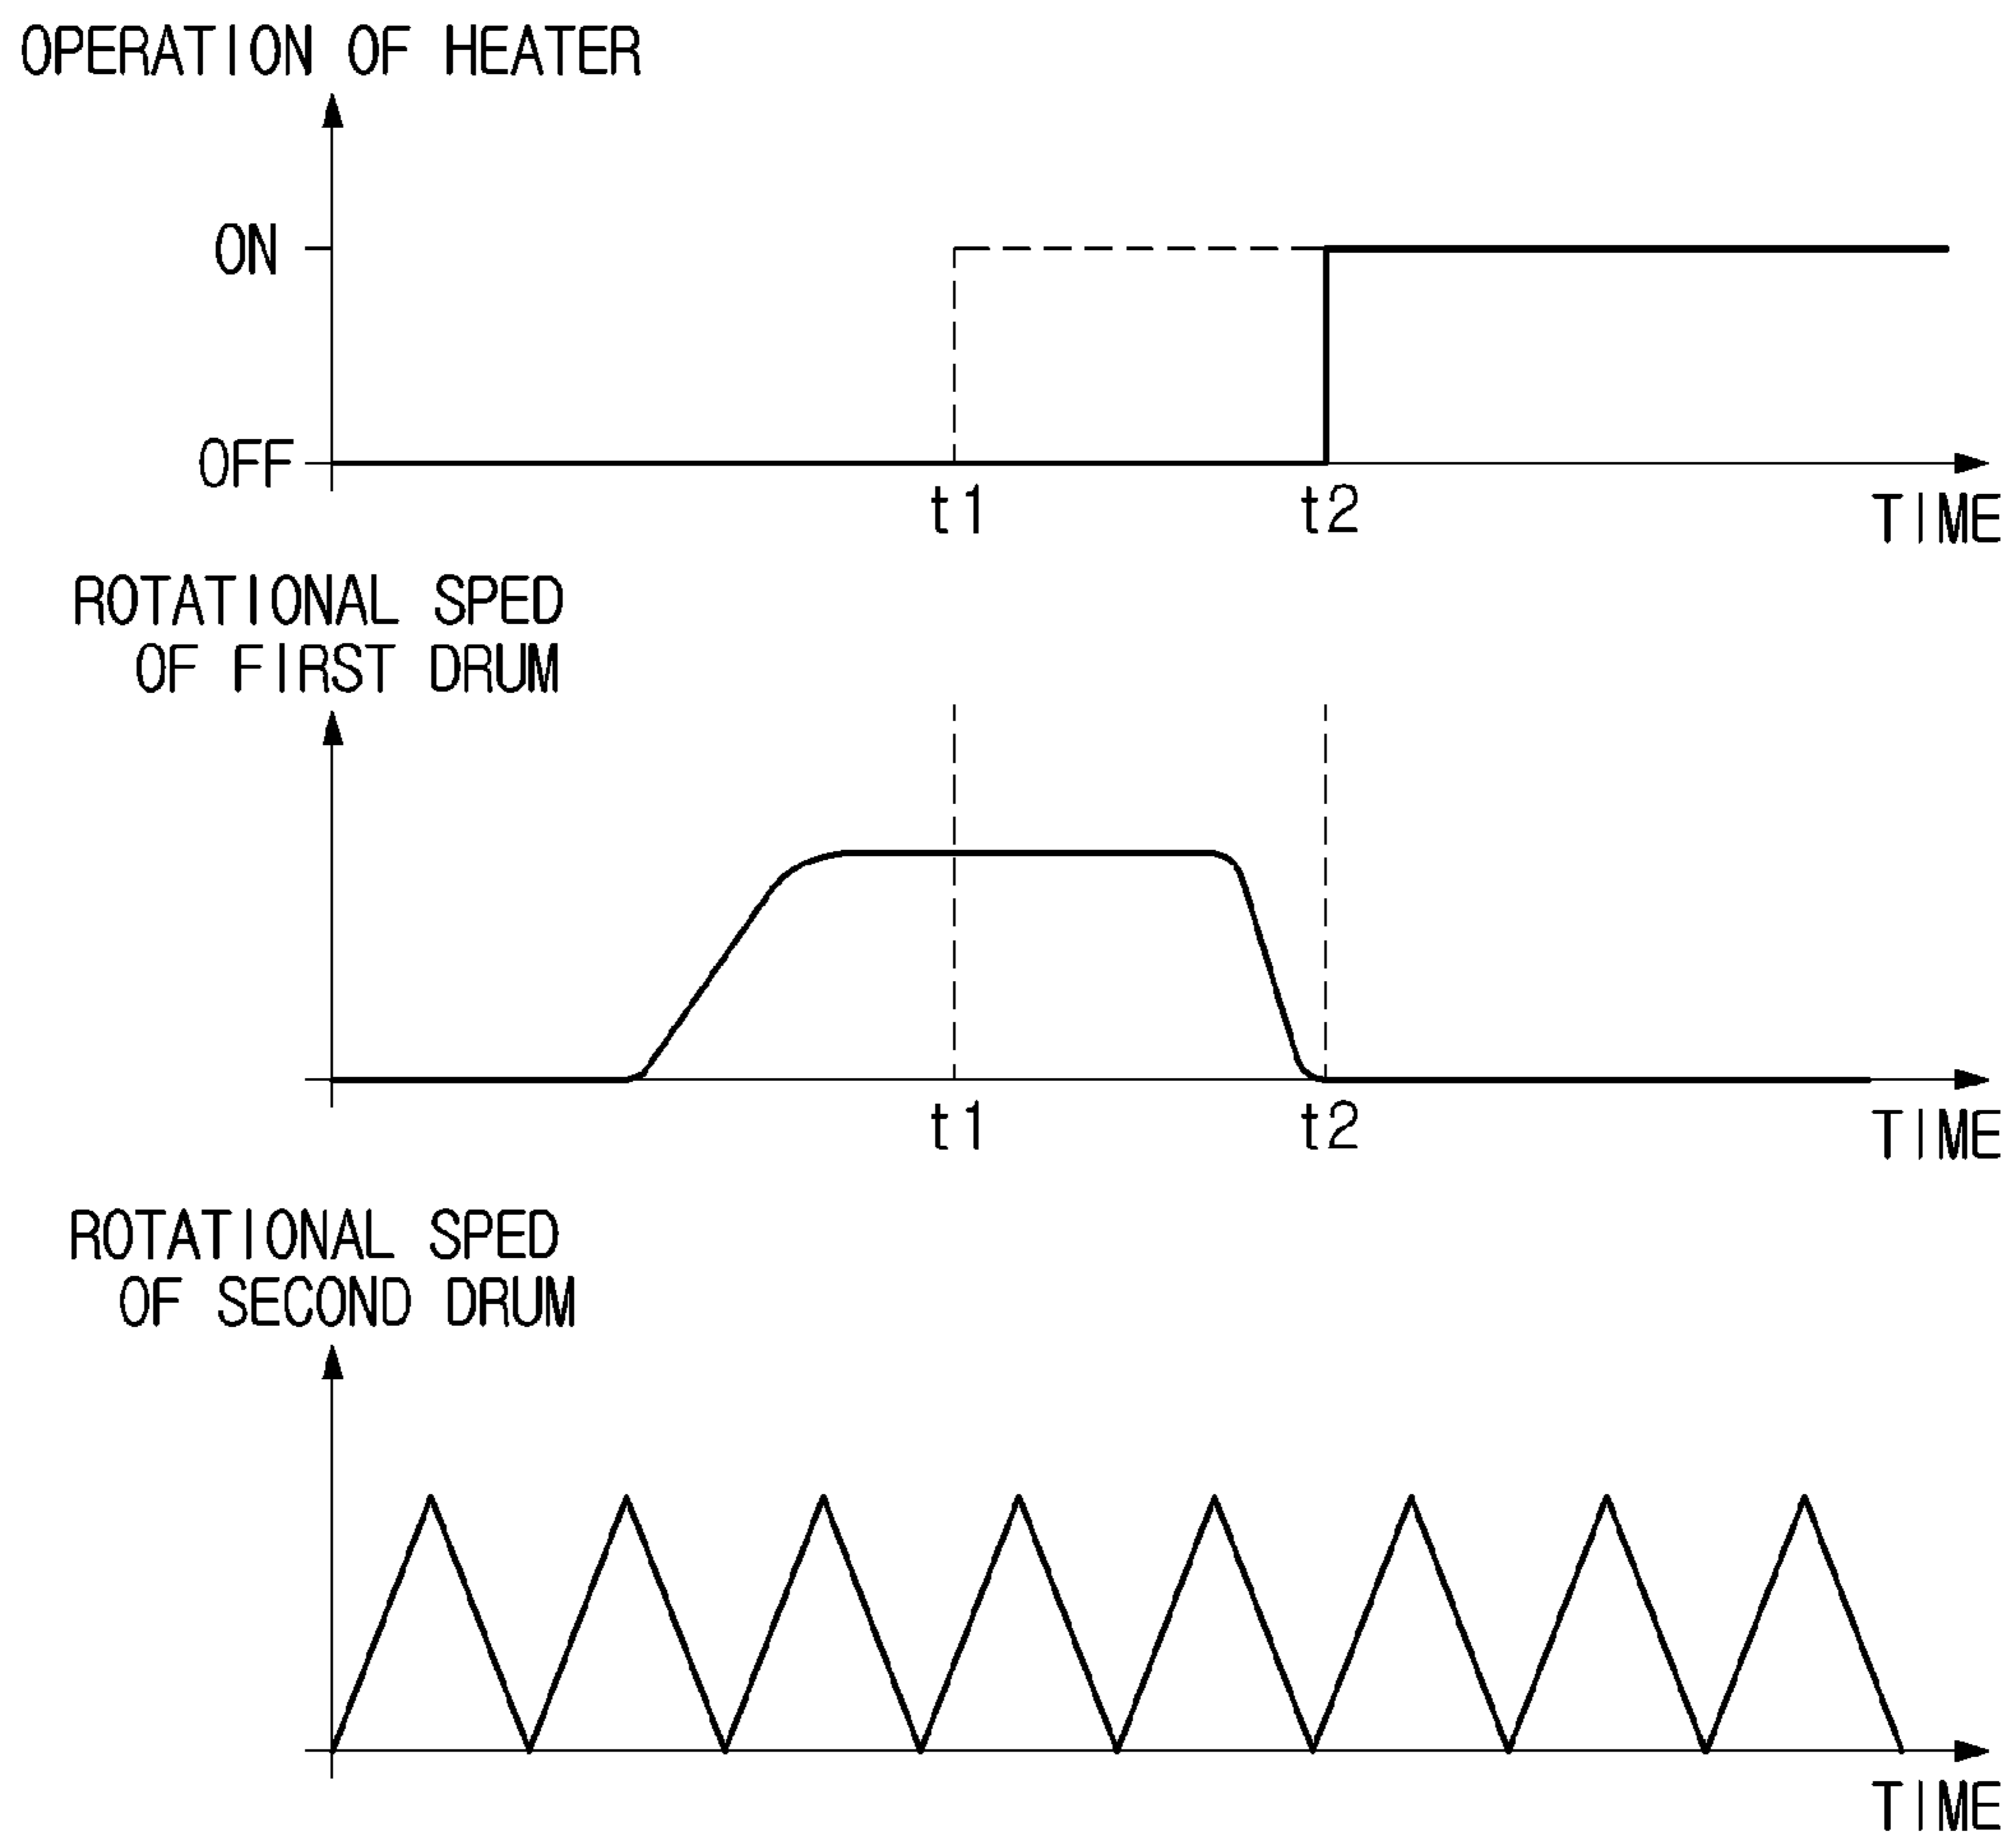 OPERATION OF HEATER
ON
OFF
t1
t2
TIME
ROTATIONAL SPED
OF FIRST DRUM
t1
t2
TIME
ROTATIONAL SPED
OF SECOND DRUM
TIME